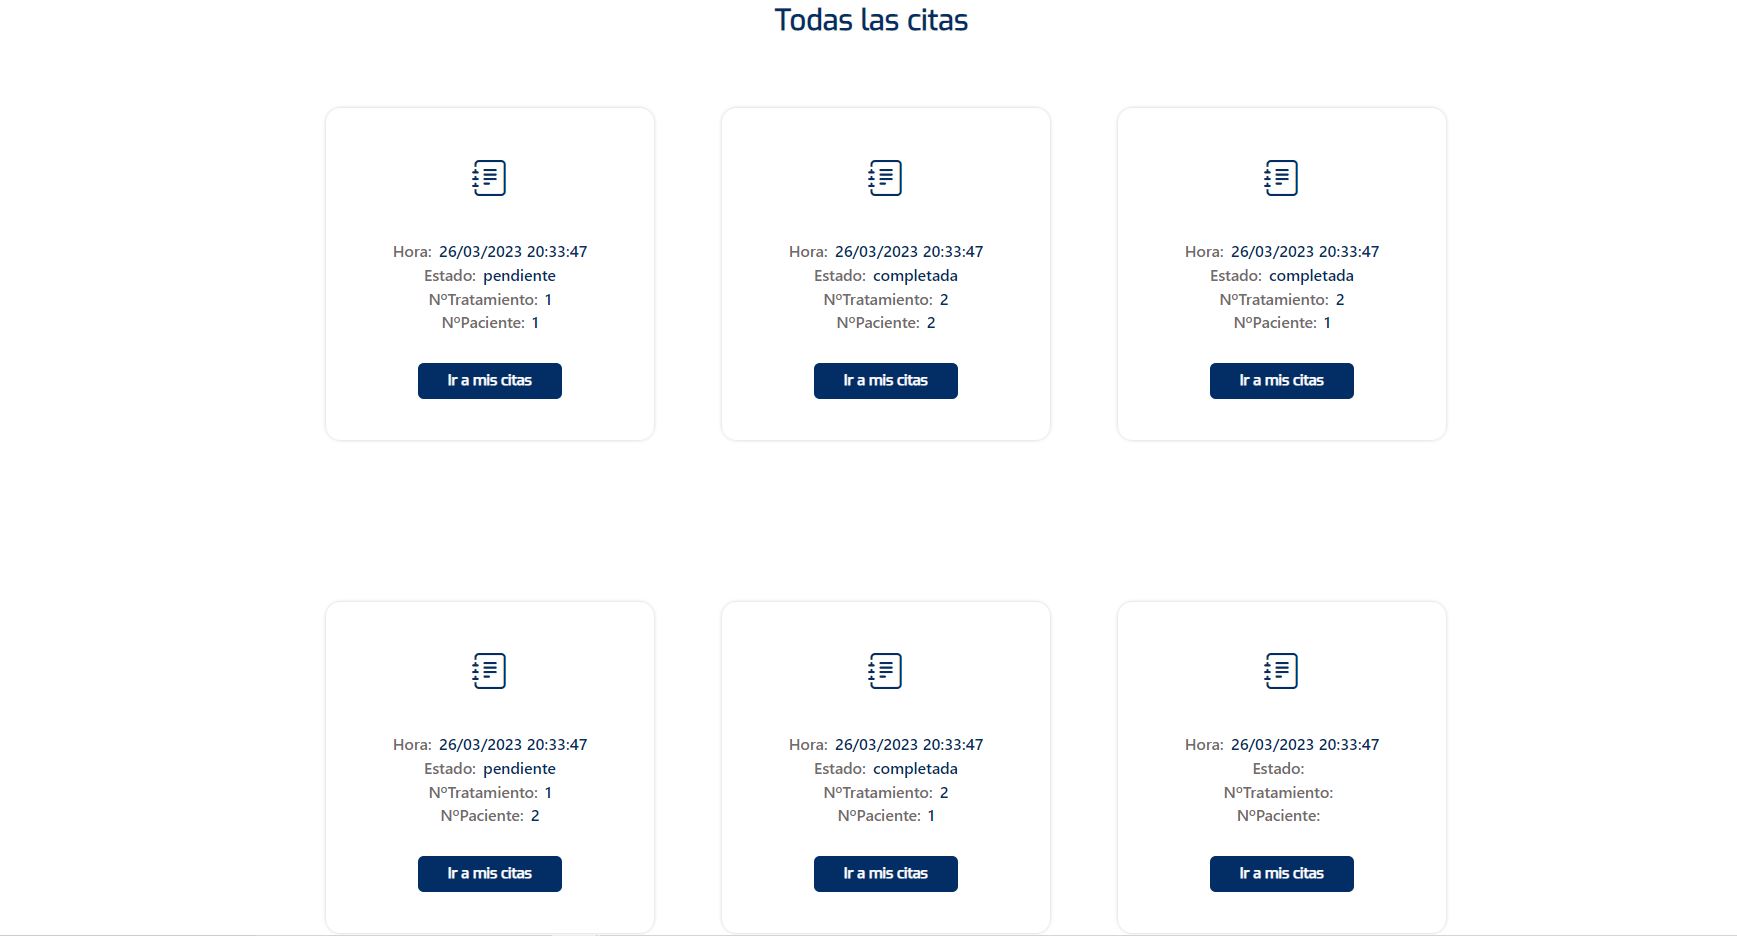 Todas las citas
Hora: 26/03/2023 20:33:47
Estado: pendiente
NºTratamiento: 1
NºPaciente: 1
Ir a mis citas
Hora: 26/03/2023 20:33:47
Estado: completada
NºTratamiento: 2
NºPaciente: 2
Ir a mis citas
Hora: 26/03/2023 20:33:47
Estado: completada
NºTratamiento: 2
NºPaciente: 1
Ir a mis citas
Hora: 26/03/2023 20:33:47
Estado: pendiente
NºTratamiento: 1
NºPaciente: 2
Ir a mis citas
Hora: 26/03/2023 20:33:47
Estado: completada
NºTratamiento: 2
NºPaciente: 1
Ir a mis citas
Hora: 26/03/2023 20:33:47
Estado:
NºTratamiento:
NºPaciente:
Ir a mis citas